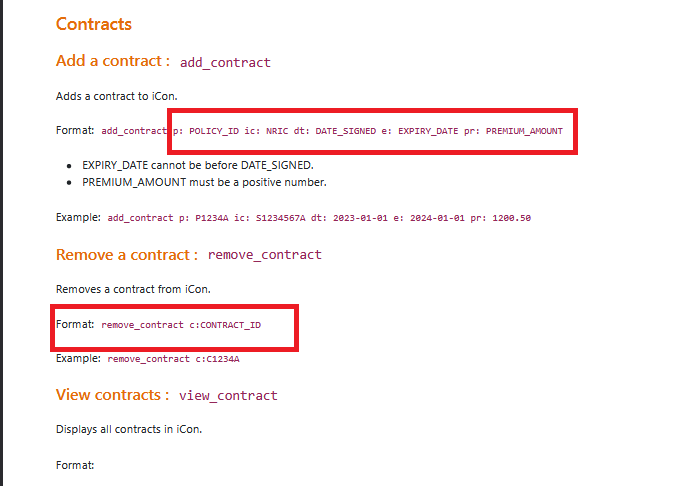 Contracts
Add a contract : add_contract
Adds a contract to iCon.
Format: add_contract p: POLICY_ID ic: NRIC dt: DATE_SIGNED e: EXPIRY_DATE pr: PREMIUM_AMOUNT
• EXPIRY_DATE cannot be before DATE_SIGNED.
• PREMIUM_AMOUNT must be a positive number.
Example: add_contract p: P1234A ic: S1234567A dt: 2023-01-01 e: 2024-01-01 pr: 1200.50
Remove a contract : remove_contract
Removes a contract from iCon.
Format: remove_contract c:CONTRACT_ID
Example: remove_contract c:C1234A
View contracts : view_contract
Displays all contracts in iCon.
Format: